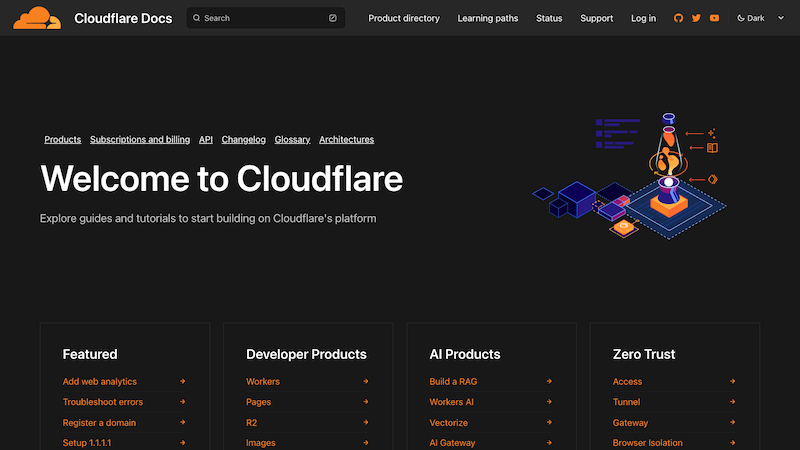 Cloudflare Docs Search Product directory Learning paths Status Support Log in Dark
Products Subscriptions and billing API Changelog Glossary Architectures
Welcome to Cloudflare
Explore guides and tutorials to start building on Cloudflare's platform
Featured
Add web analytics
Troubleshoot errors
Register a domain
Setup 1.1.1.1
Developer Products
Workers
Pages
R2
Images
AI Products
Build a RAG
Workers AI
Vectorize
AI Gateway
Zero Trust
Access
Tunnel
Gateway
Browser Isolation